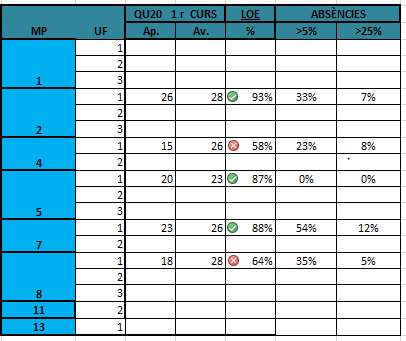 QU20 1 r CURS LOE ABSÈNCIES
MP UF Ap. Av. % >5% >25%
1
2
1 3
1 26 28 93% 33% 7%
2
2 3
1 15 26 58% 23% 8%
4 2
1 20 23 87% 0% 0%
2
5 3
1 23 26 88% 54% 12%
7 2
1 18 28 64% 35% 5%
2
8 3
11 2
13 1